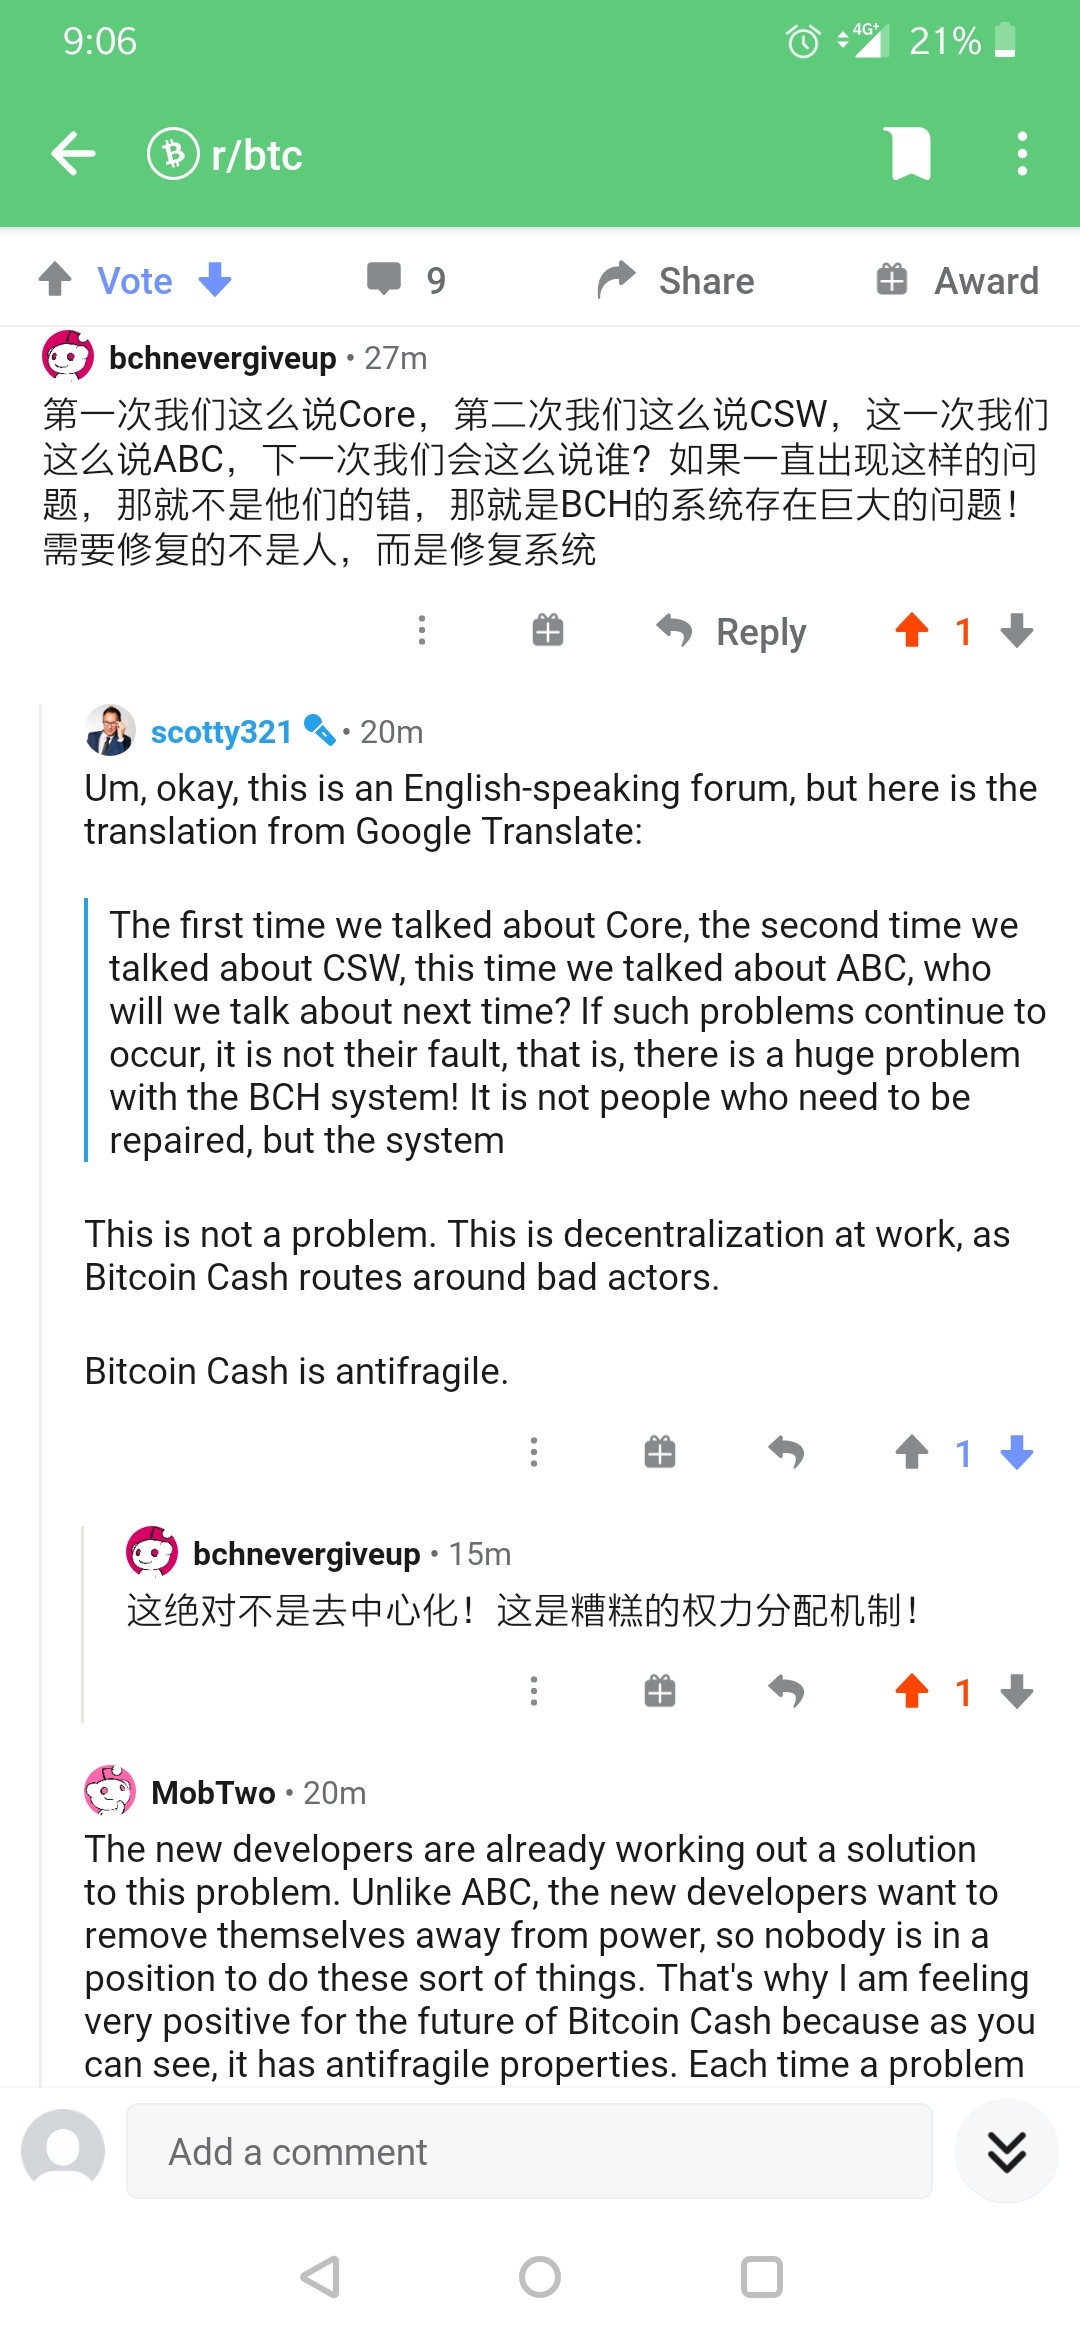 9:06
4G+ 21%
r/btc
Vote 9 Share Award
bchnevergiveup • 27m
第一次我们这么说Core，第二次我们这么说CSW，这一次我们
这么说ABC，下一次我们会这么说谁？如果一直出现这样的问
题，那就不是他们的错，那就是BCH的系统存在巨大的问题！
需要修复的不是人，而是修复系统
Reply 1
scotty321 • 20m
Um, okay, this is an English-speaking forum, but here is the
translation from Google Translate:
The first time we talked about Core, the second time we
talked about CSW, this time we talked about ABC, who
will we talk about next time? If such problems continue to
occur, it is not their fault, that is, there is a huge problem
with the BCH system! It is not people who need to be
repaired, but the system
This is not a problem. This is decentralization at work, as
Bitcoin Cash routes around bad actors.
Bitcoin Cash is antifragile.
1
bchnevergiveup • 15m
这绝对不是去中心化！这是糟糕的权力分配机制！
1
MobTwo • 20m
The new developers are already working out a solution
to this problem. Unlike ABC, the new developers want to
remove themselves away from power, so nobody is in a
position to do these sort of things. That's why I am feeling
very positive for the future of Bitcoin Cash because as you
can see, it has antifragile properties. Each time a problem
Add a comment